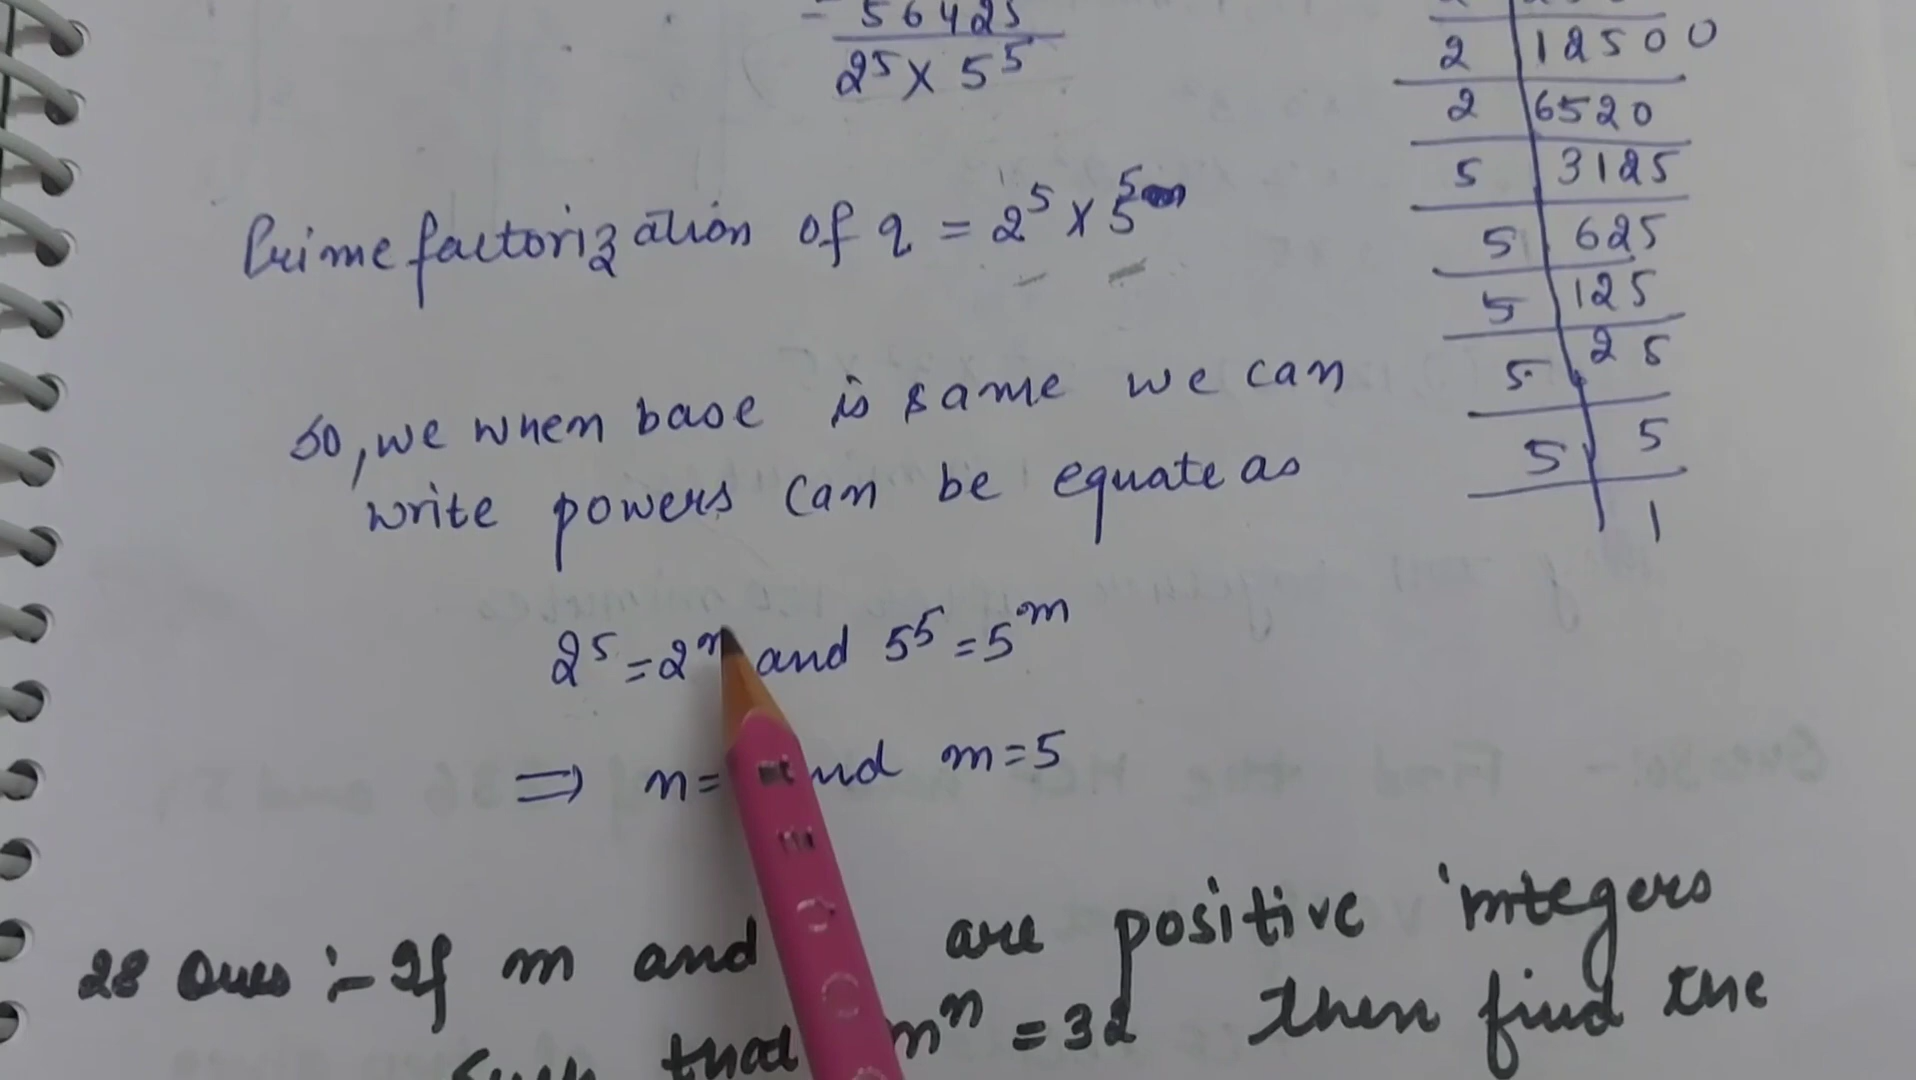 - 56425
2⁵ × 5⁵
Prime factorization of q = 2⁵ × 5⁵
So, we when base is same we can
write powers can be equate as
2⁵ = 2ⁿ and 5⁵ = 5ᵐ
⇒ n= and m=5
28 Ques :- If m and are positive integers
Such that mⁿ = 32 then find the
2 | 12500
2 | 6520
5 | 3125
5 | 625
5 | 125
5 | 25
5 | 5
1